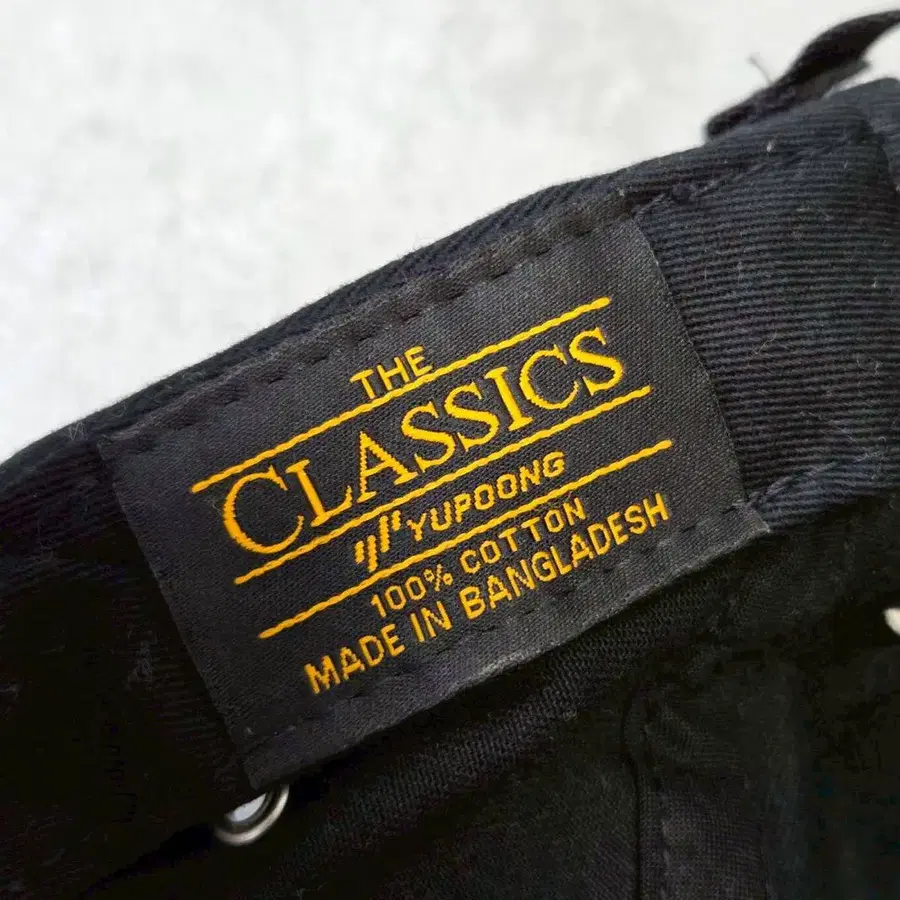 THE
CLASSICS
YUPOONG
100% COTTON
MADE IN BANGLADESH